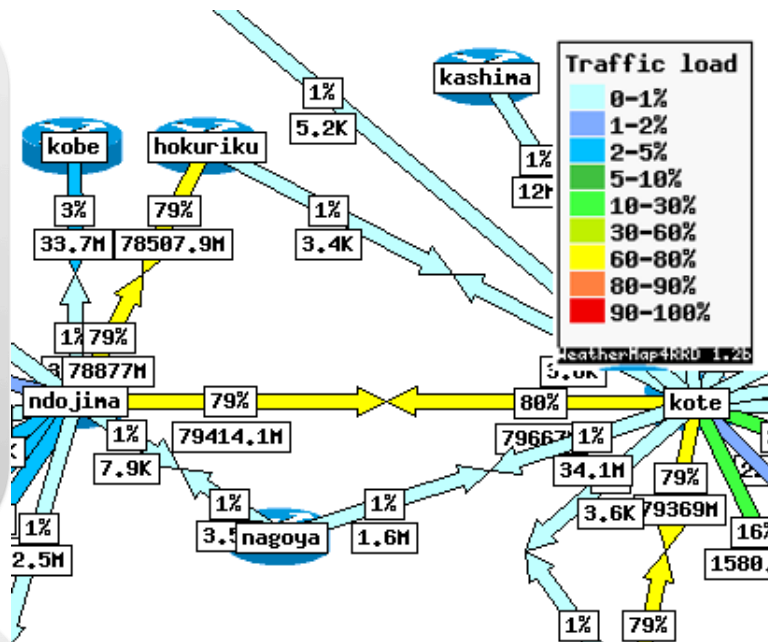 kashima
Traffic load
0-1%
1-2%
2-5%
5-10%
10-30%
30-60%
60-80%
80-90%
90-100%
WeatherMap4RRD 1.2b
1%
5.2K
1%
kobe
hokuriku
3%
79%
1%
33.7M
78507.9M
3.4K
1%
79%
78877M
ndojima
79%
80%
kote
1%
79414.1M
1%
7.9K
34.1M
79%
1%
1%
3.6K
79369M
1%
nagoya
1.6M
16%
2.5M
1%
79%